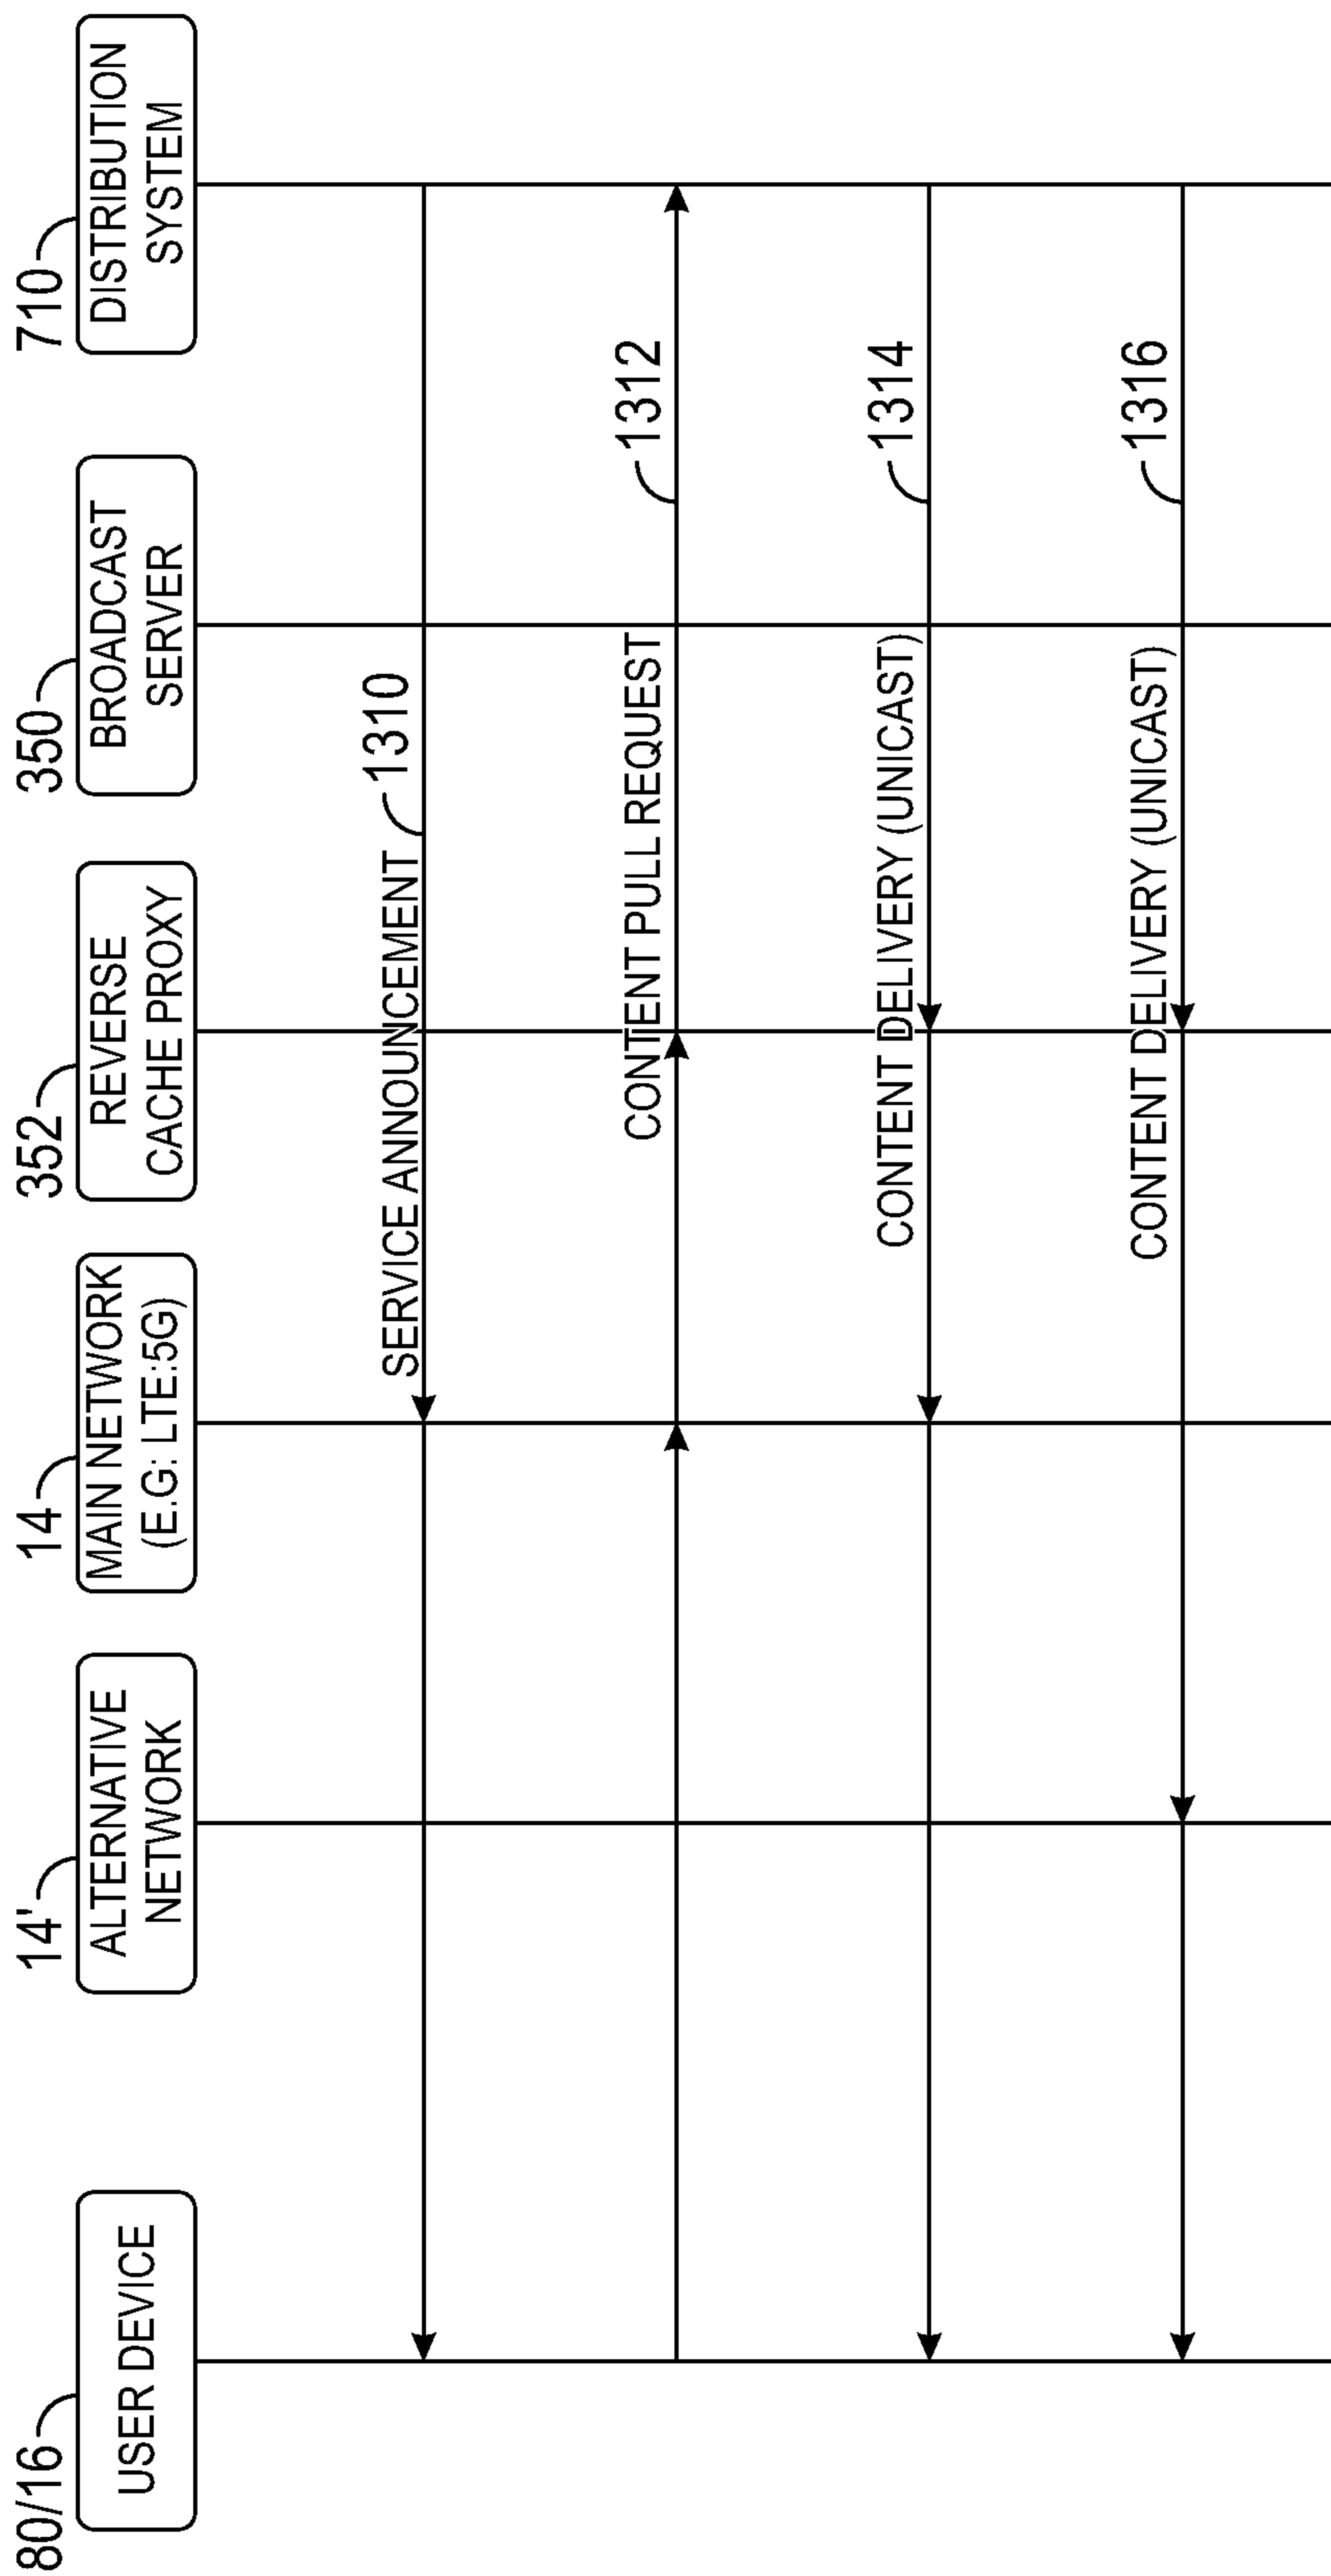 80/16
USER DEVICE
14'
ALTERNATIVE
NETWORK
14
MAIN NETWORK
(E.G: LTE:5G)
352
REVERSE
CACHE PROXY
350
BROADCAST
SERVER
710
DISTRIBUTION
SYSTEM
SERVICE ANNOUNCEMENT
1310
CONTENT PULL REQUEST
1312
CONTENT DELIVERY (UNICAST)
1314
CONTENT DELIVERY (UNICAST)
1316